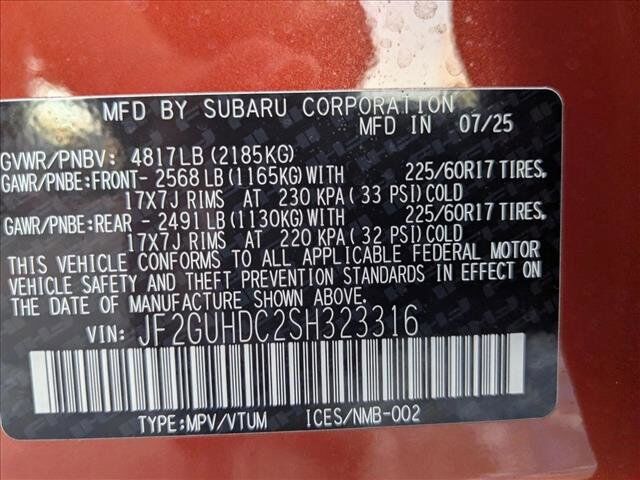 MFD BY SUBARU CORPORATION
MFD IN 07/25
GVWR/PNBV: 4817LB (2185KG)
GAWR/PNBE:FRONT- 2568 LB (1165KG) WITH 225/60R17 TIRES,
17X7J RIMS AT 230 KPA (33 PSI) COLD
GAWR/PNBE:REAR - 2491 LB (1130KG) WITH 225/60R17 TIRES,
17X7J RIMS AT 220 KPA (32 PSI) COLD
THIS VEHICLE CONFORMS TO ALL APPLICABLE FEDERAL MOTOR
VEHICLE SAFETY AND THEFT PREVENTION STANDARDS IN EFFECT ON
THE DATE OF MANUFACTURE SHOWN ABOVE.
VIN: JF2GUHDC2SH323316
TYPE:MPV/VTUM ICES/NMB-002